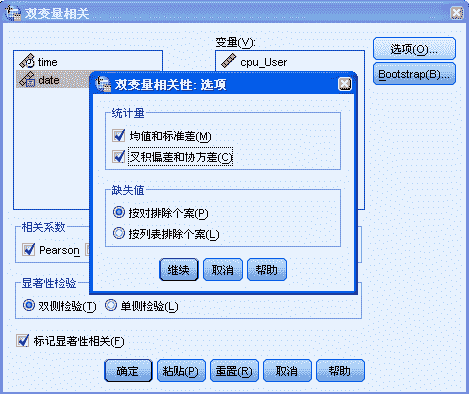 双变量相关
变量(V):
time
date
cpu_User
选项(O)...
Bootstrap(B)...
双变量相关性: 选项
统计量
均值和标准差(M)
叉积偏差和协方差(C)
缺失值
按对排除个案(P)
按列表排除个案(L)
继续
取消
帮助
相关系数
Pearson
显著性检验
双侧检验(T)
单侧检验(L)
标记显著性相关(F)
确定
粘贴(P)
重置(R)
取消
帮助